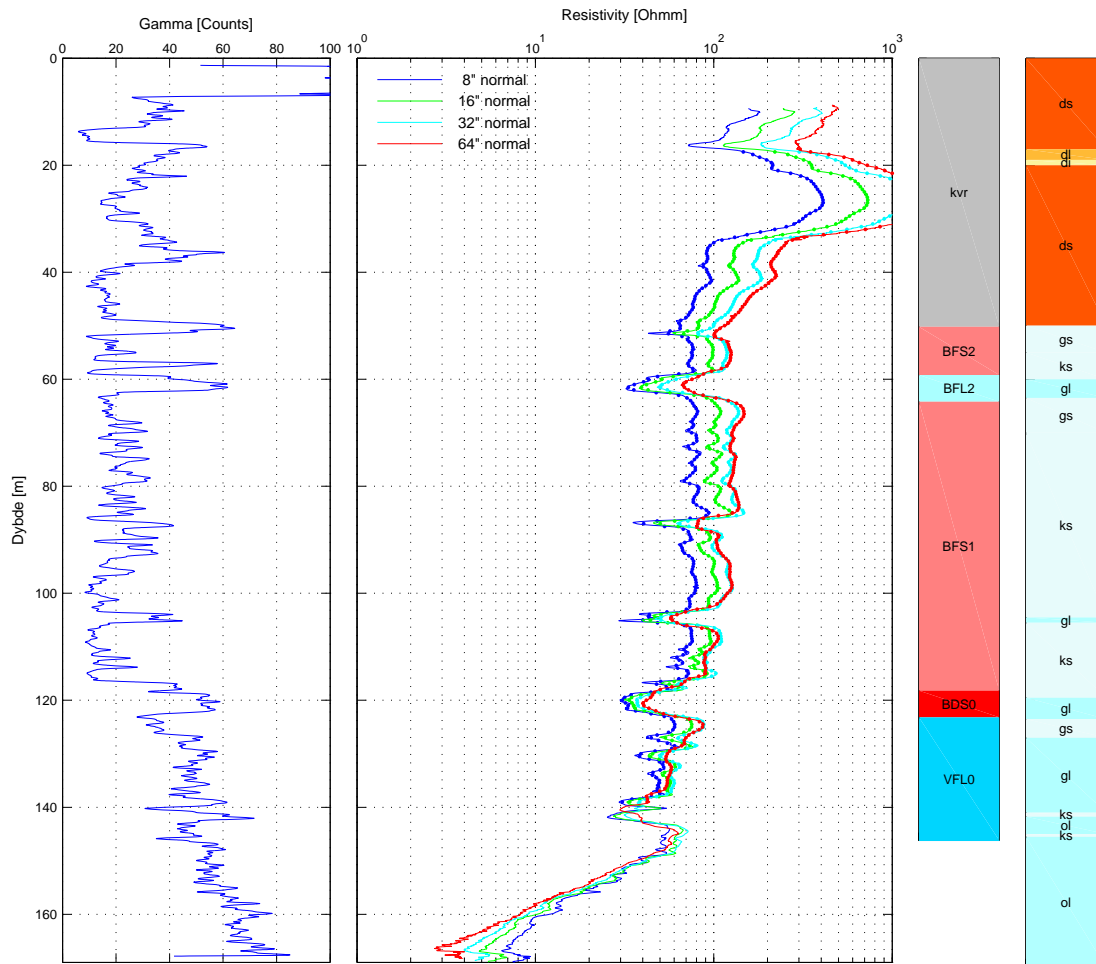 Gamma [Counts]
0 20 40 60 80 100
Resistivity [Ohmm]
10^0 10^1 10^2 10^3
8" normal
16" normal
32" normal
64" normal
Dybde [m]
0
20
40
60
80
100
120
140
160
kvr
BFS2
BFL2
BFS1
BDS0
VFL0
ds
dl
di
ds
gs
ks
gl
gs
ks
gl
ks
gl
gs
gl
ks
ol
ks
ol